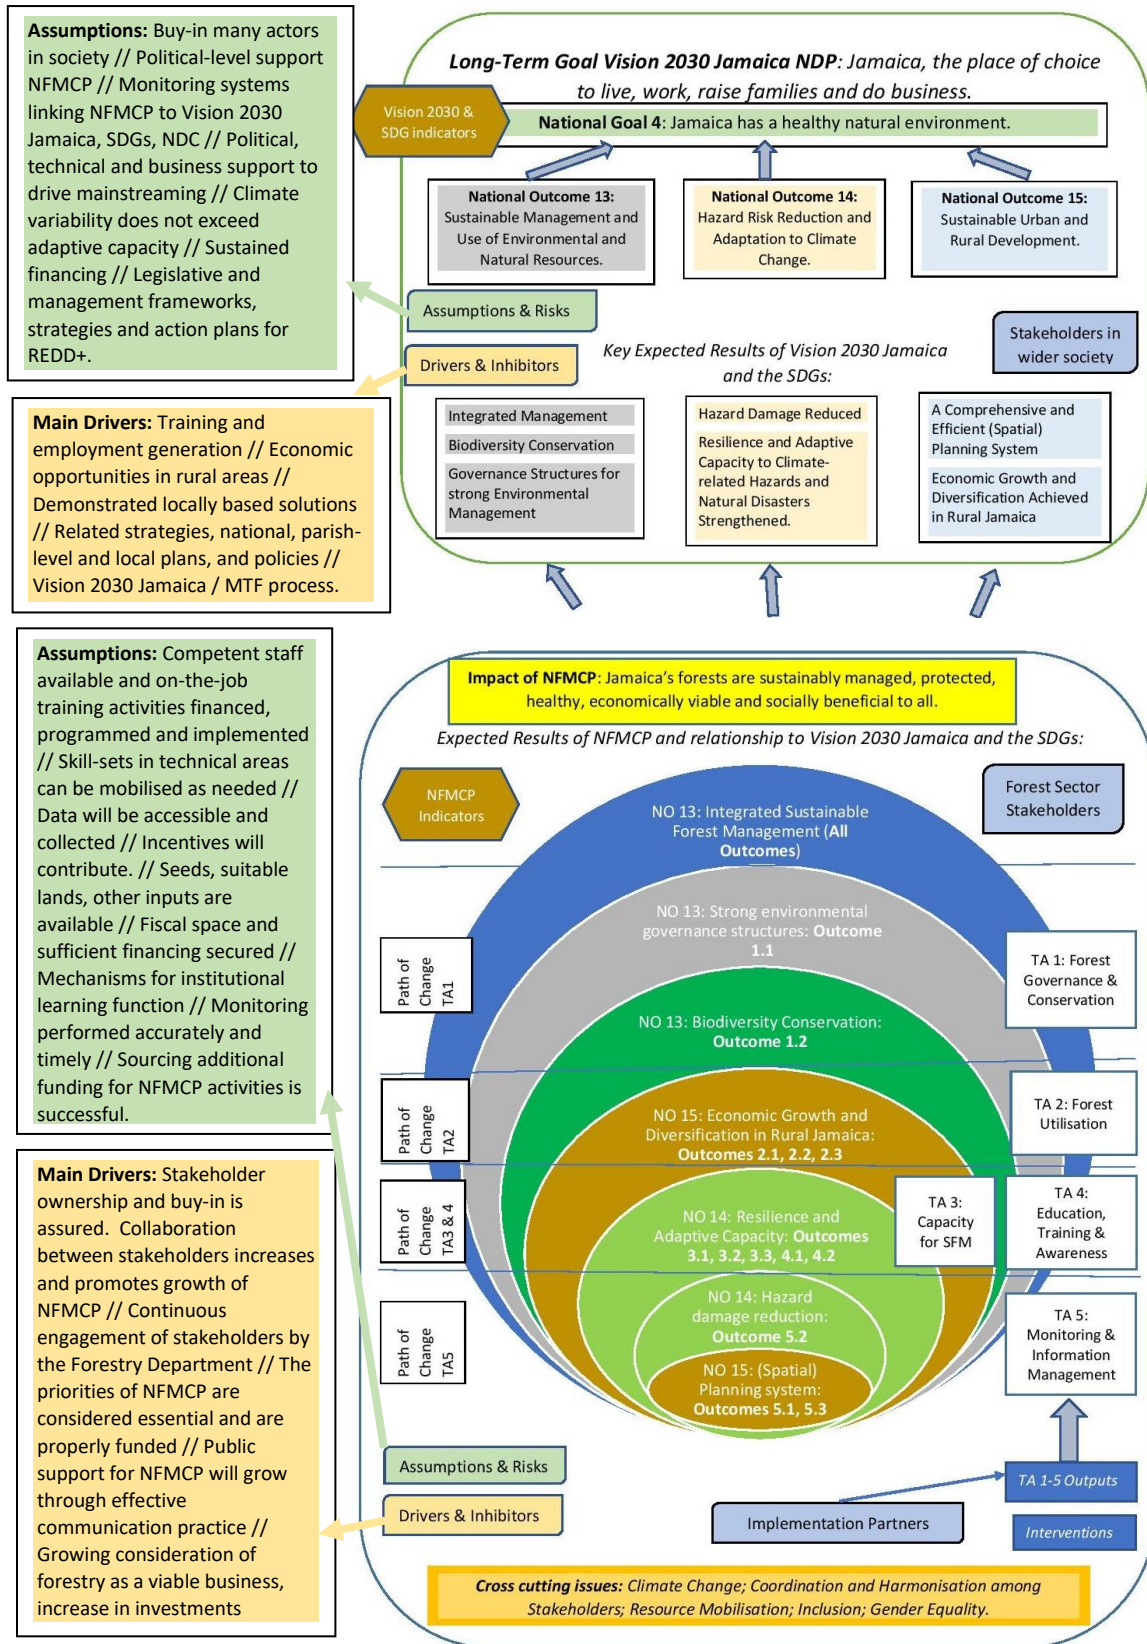 Assumptions: Buy-in many actors
in society // Political-level support
NFMCP // Monitoring systems
linking NFMCP to Vision 2030
Jamaica, SDGs, NDC // Political,
technical and business support to
drive mainstreaming // Climate
variability does not exceed
adaptive capacity // Sustained
financing // Legislative and
management frameworks,
strategies and action plans for
REDD+.
Long-Term Goal Vision 2030 Jamaica NDP: Jamaica, the place of choice
to live, work, raise families and do business.
Vision 2030 &
SDG indicators
National Goal 4: Jamaica has a healthy natural environment.
National Outcome 13:
Sustainable Management and
Use of Environmental and
Natural Resources.
National Outcome 14:
Hazard Risk Reduction and
Adaptation to Climate
Change.
National Outcome 15:
Sustainable Urban and
Rural Development.
Assumptions & Risks
Drivers & Inhibitors
Stakeholders in
wider society
Key Expected Results of Vision 2030 Jamaica
and the SDGs:
Integrated Management
Biodiversity Conservation
Governance Structures for
strong Environmental
Management
Hazard Damage Reduced
Resilience and Adaptive
Capacity to Climate-
related Hazards and
Natural Disasters
Strengthened.
A Comprehensive and
Efficient (Spatial)
Planning System
Economic Growth and
Diversification Achieved
in Rural Jamaica
Main Drivers: Training and
employment generation // Economic
opportunities in rural areas //
Demonstrated locally based solutions
// Related strategies, national, parish-
level and local plans, and policies //
Vision 2030 Jamaica / MTF process.
Assumptions: Competent staff
available and on-the-job
training activities financed,
programmed and implemented
// Skill-sets in technical areas
can be mobilised as needed //
Data will be accessible and
collected // Incentives will
contribute. // Seeds, suitable
lands, other inputs are
available // Fiscal space and
sufficient financing secured //
Mechanisms for institutional
learning function // Monitoring
performed accurately and
timely // Sourcing additional
funding for NFMCP activities is
successful.
Main Drivers: Stakeholder
ownership and buy-in is
assured. Collaboration
between stakeholders increases
and promotes growth of
NFMCP // Continuous
engagement of stakeholders by
the Forestry Department // The
priorities of NFMCP are
considered essential and are
properly funded // Public
support for NFMCP will grow
through effective
communication practice //
Growing consideration of
forestry as a viable business,
increase in investments
Impact of NFMCP: Jamaica's forests are sustainably managed, protected,
healthy, economically viable and socially beneficial to all.
Expected Results of NFMCP and relationship to Vision 2030 Jamaica and the SDGs:
NFMCP
Indicators
Forest Sector
Stakeholders
NO 13: Integrated Sustainable
Forest Management (All
Outcomes)
NO 13: Strong environmental
governance structures: Outcome
1.1
NO 13: Biodiversity Conservation:
Outcome 1.2
NO 15: Economic Growth and
Diversification in Rural Jamaica:
Outcomes 2.1, 2.2, 2.3
NO 14: Resilience and
Adaptive Capacity: Outcomes
3.1, 3.2, 3.3, 4.1, 4.2
NO 14: Hazard
damage reduction:
Outcome 5.2
NO 15: (Spatial)
Planning system:
Outcomes 5.1, 5.3
Path of
Change
TA1
Path of
Change
TA2
Path of
Change
TA3 & 4
Path of
Change
TA5
TA 1: Forest
Governance &
Conservation
TA 2: Forest
Utilisation
TA 3:
Capacity
for SFM
TA 4:
Education,
Training &
Awareness
TA 5:
Monitoring &
Information
Management
Assumptions & Risks
Drivers & Inhibitors
Implementation Partners
TA 1-5 Outputs
Interventions
Cross cutting issues: Climate Change; Coordination and Harmonisation among
Stakeholders; Resource Mobilisation; Inclusion; Gender Equality.